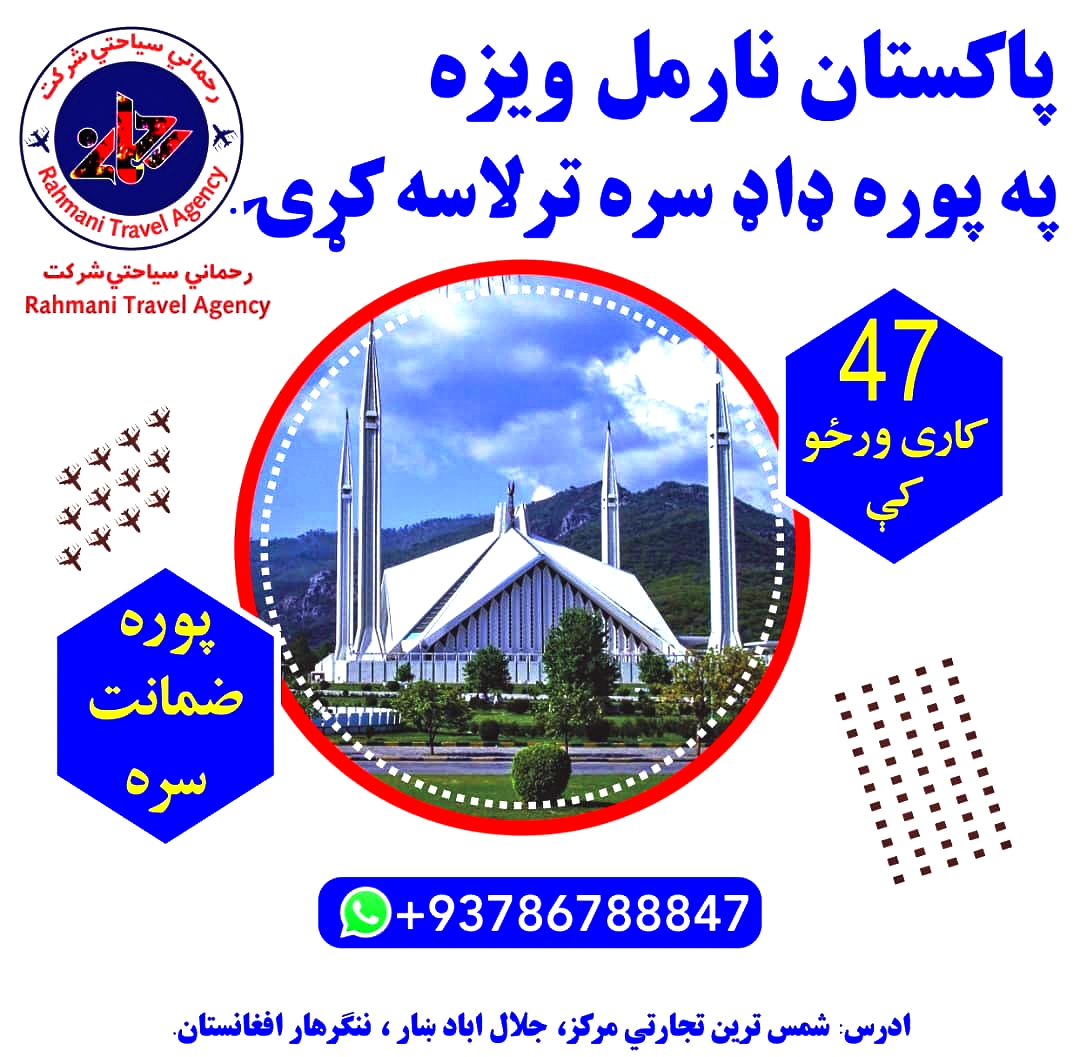 پاکستان نارمل ویزه
په پوره ډاډ سره ترلاسه کړی.
رحماني سیاحتي شرکت
Rahmani Travel Agency
رحماني سیاحتي شرکت
Rahmani Travel Agency
47
کاری ورځو
کې
پوره
ضمانت
سره
+93786788847
ادرس: شمس ترین تجارتي مرکز، جلال اباد ښار ، ننگرهار افغانستان.